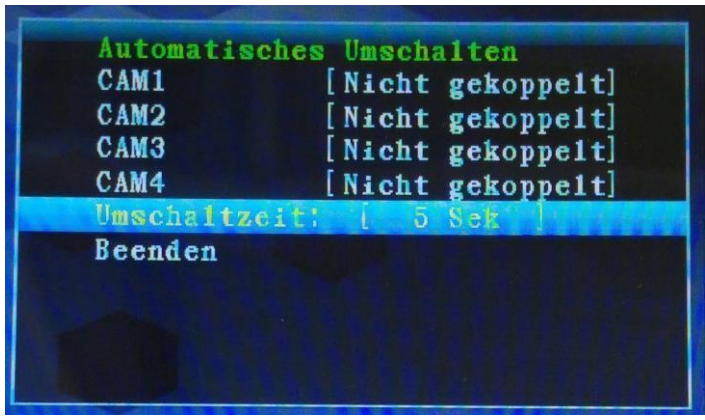 Automatisches Umschalten
CAM1 [Nicht gekoppelt]
CAM2 [Nicht gekoppelt]
CAM3 [Nicht gekoppelt]
CAM4 [Nicht gekoppelt]
Umschaltzeit: [ 5 Sek ]
Beenden